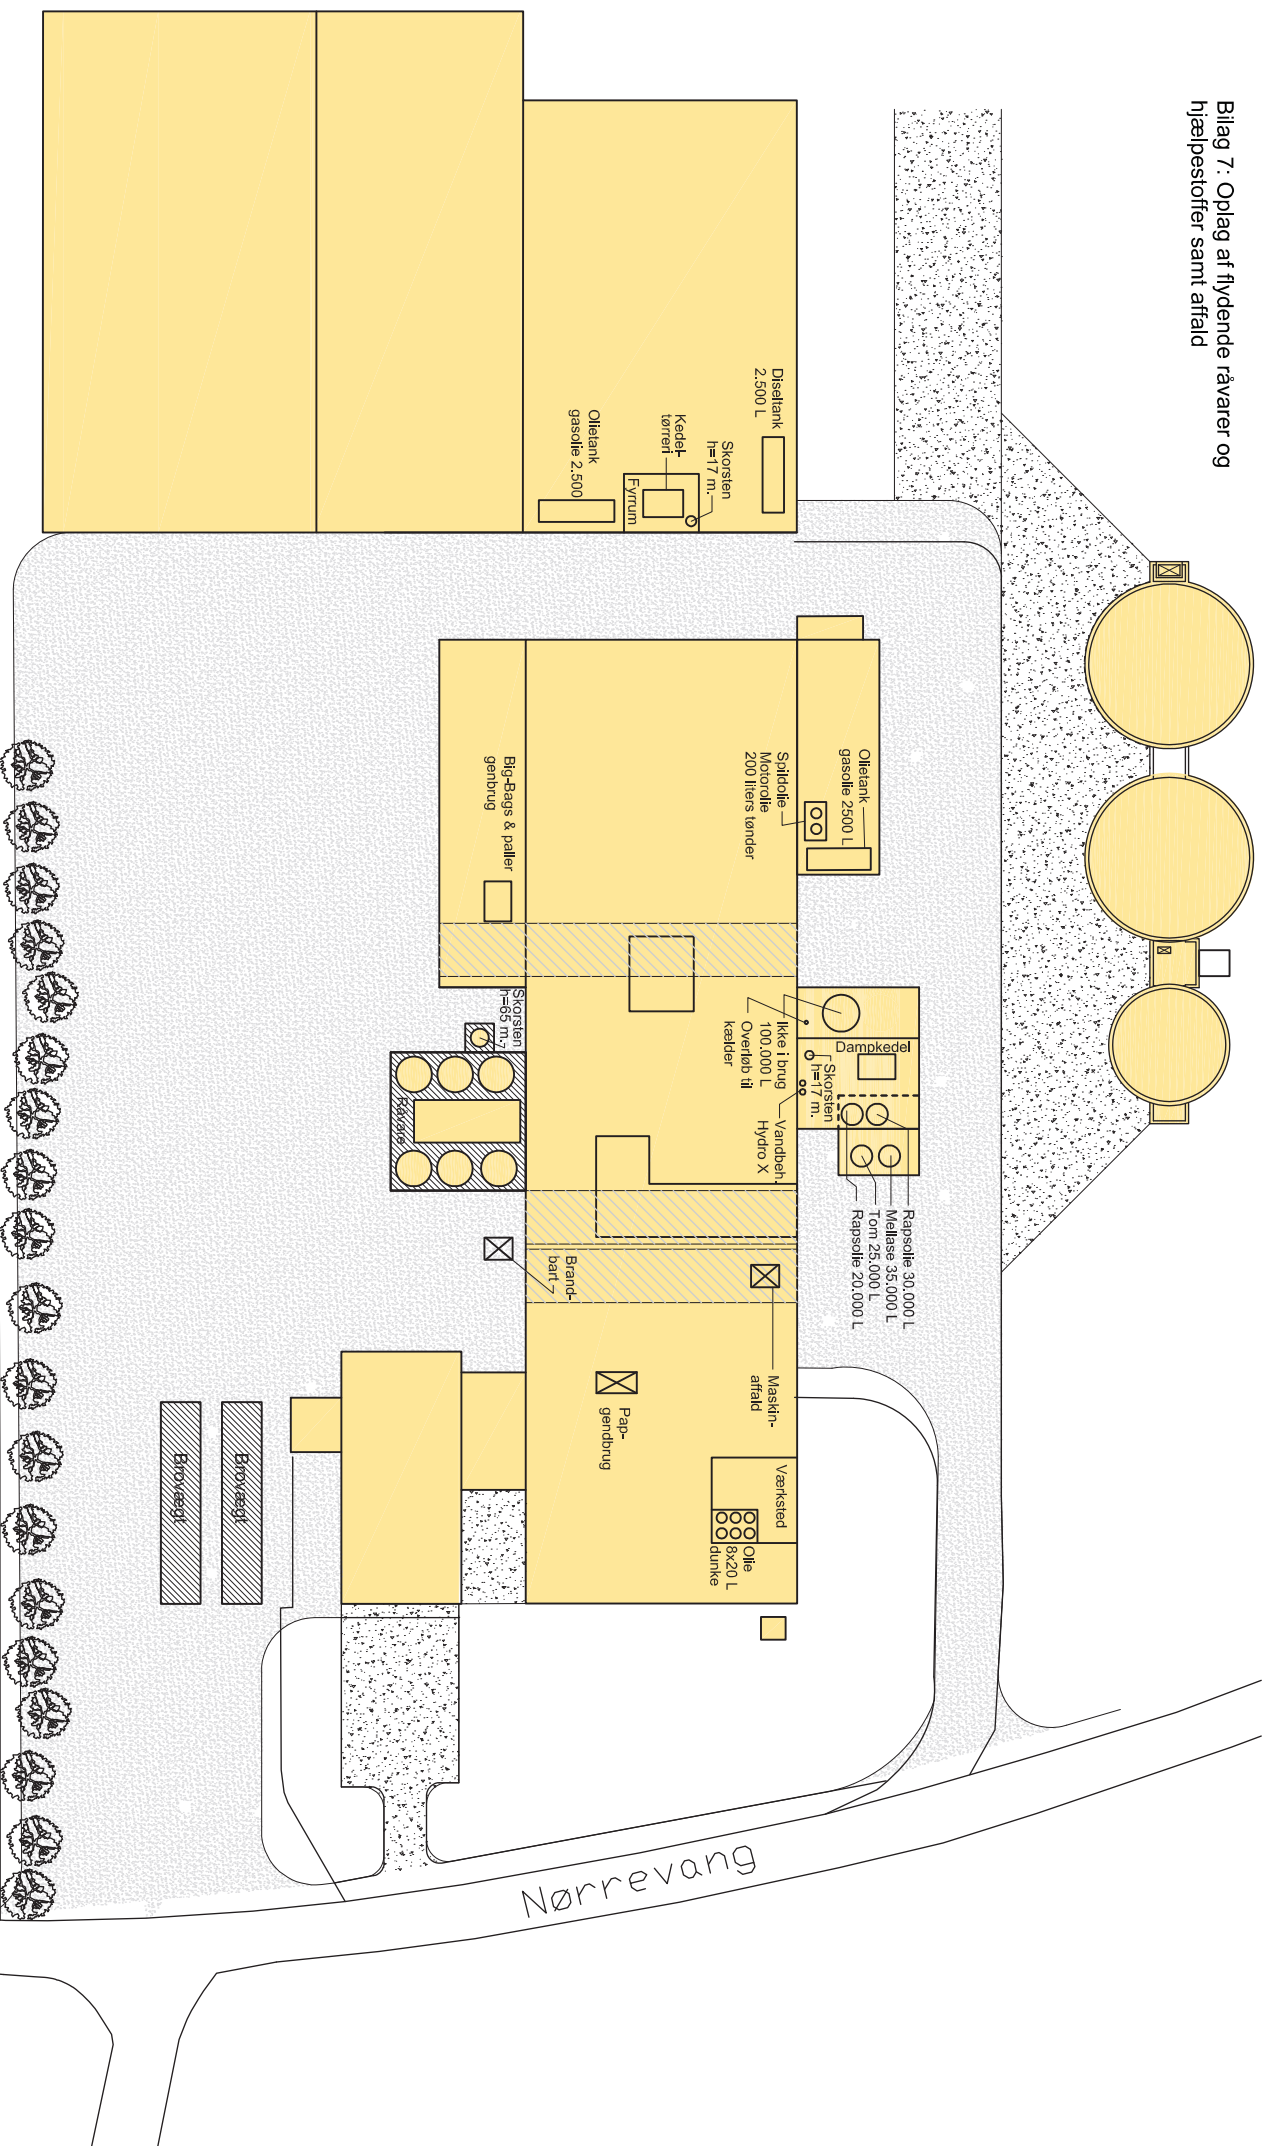 Bilag 7: Oplag af flydende råvarer og
hjælpestoffer samt affald
Diseltank
2.500 L
Skorsten
h=17 m.
Kedel-
tørreri
Fyrrum
Olietank
gasolie 2.500
Olietank
gasolie 2500 L
Spildolie
Motorolie
200 liters tønder
Big-Bags & paller
genbrug
Skorsten
h=65 m.
Råvare
Ikke i brug
100.000 L
Overløb til
kælder
Dampkedel
Skorsten
h=17 m.
Vandbeh.
Hydro X
Rapsolie 30.000 L
Mellase 35.000 L
Tom 25.000 L
Rapsolie 20.000 L
Brand-
bart
Maskin-
affald
Pap-
gendbrug
Værksted
Olie
8x20 L
dunke
Brovægt
Brovægt
Nørrevang